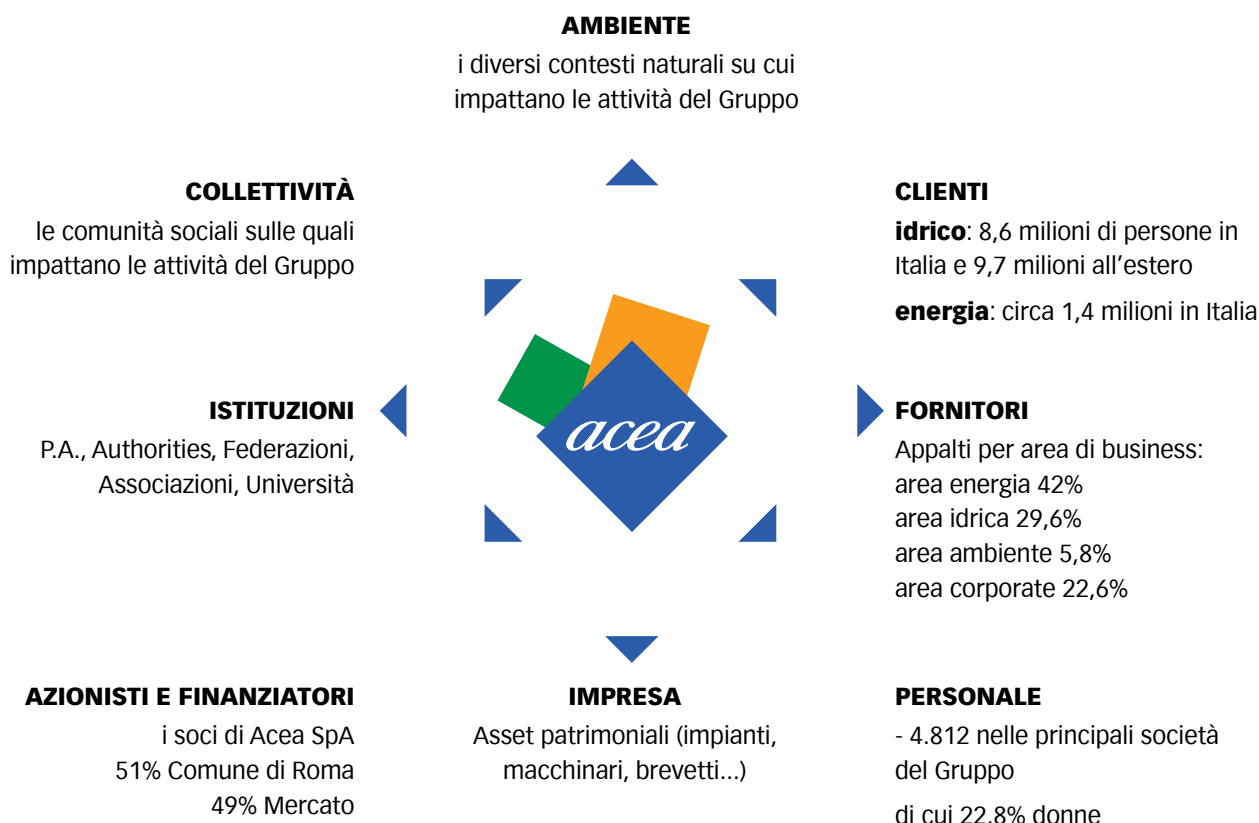 AMBIENTE
i diversi contesti naturali su cui
impattano le attività del Gruppo
COLLETTIVITÀ
le comunità sociali sulle quali
impattano le attività del Gruppo
CLIENTI
idrico: 8,6 milioni di persone in
Italia e 9,7 milioni all'estero
energia: circa 1,4 milioni in Italia
acea
ISTITUZIONI
P.A., Authorities, Federazioni,
Associazioni, Università
FORNITORI
Appalti per area di business:
area energia 42%
area idrica 29,6%
area ambiente 5,8%
area corporate 22,6%
AZIONISTI E FINANZIATORI
i soci di Acea SpA
51% Comune di Roma
49% Mercato
IMPRESA
Asset patrimoniali (impianti,
macchinari, brevetti...)
PERSONALE
- 4.812 nelle principali società
del Gruppo
di cui 22,8% donne